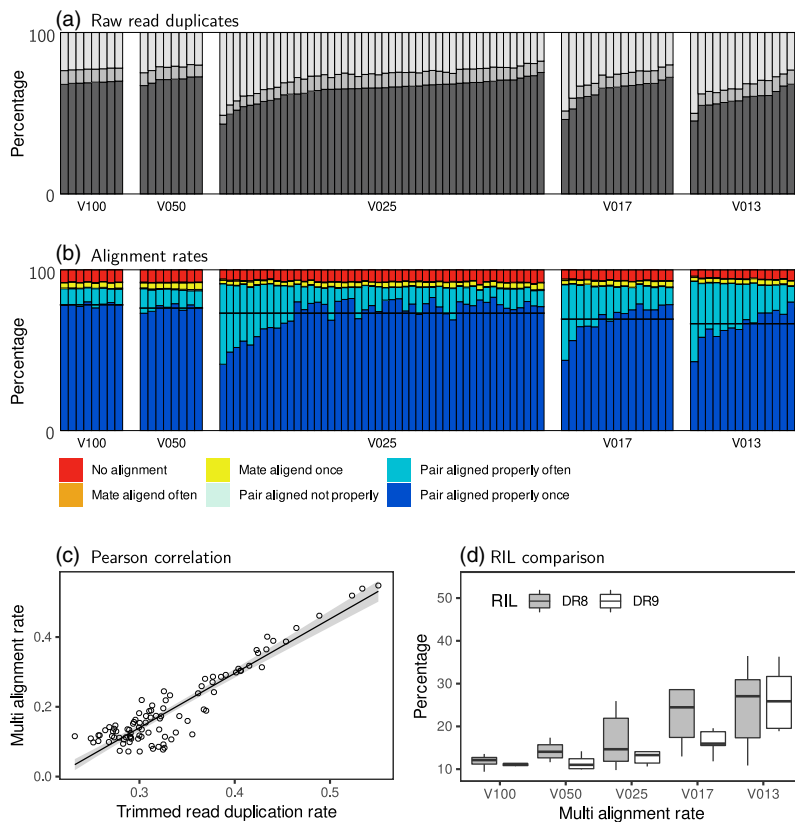 (a) Raw read duplicates
100
Percentage
0
V100 V050 V025 V017 V013
(b) Alignment rates
100
Percentage
0
V100 V050 V025 V017 V013
No alignment Mate aligend once Pair aligned properly often
Mate aligend often Pair aligned not properly Pair aligned properly once
(c) Pearson correlation
Multi alignment rate
0.4
0.2
0.0
0.3 0.4 0.5
Trimmed read duplication rate
(d) RIL comparison
RIL DR8 DR9
Percentage
50
40
30
20
10
V100 V050 V025 V017 V013
Multi alignment rate